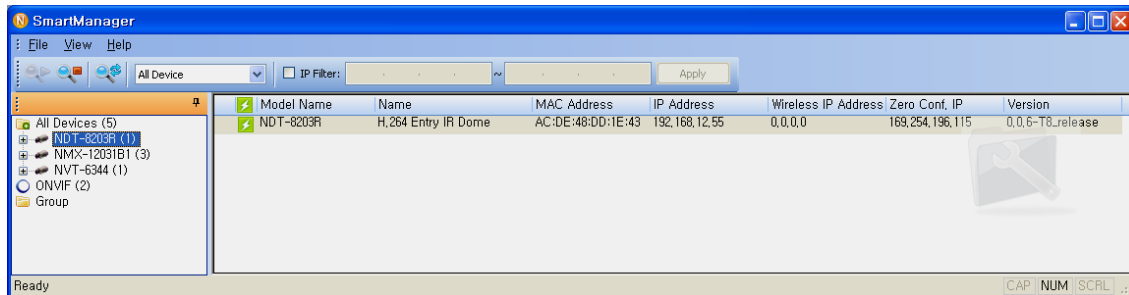 SmartManager
File View Help
All Device IP Filter: . . . ~ . . . Apply
Model Name Name MAC Address IP Address Wireless IP Address Zero Conf, IP Version
All Devices (5)
NDT-8203R (1)
NMX-12031B1 (3)
NVT-6344 (1)
ONVIF (2)
Group
NDT-8203R H,264 Entry IR Dome AC:DE:48:DD:1E:43 192,168,12,55 0,0,0,0 169,254,196,115 0,0,6-T8_release
Ready CAP NUM SCRL